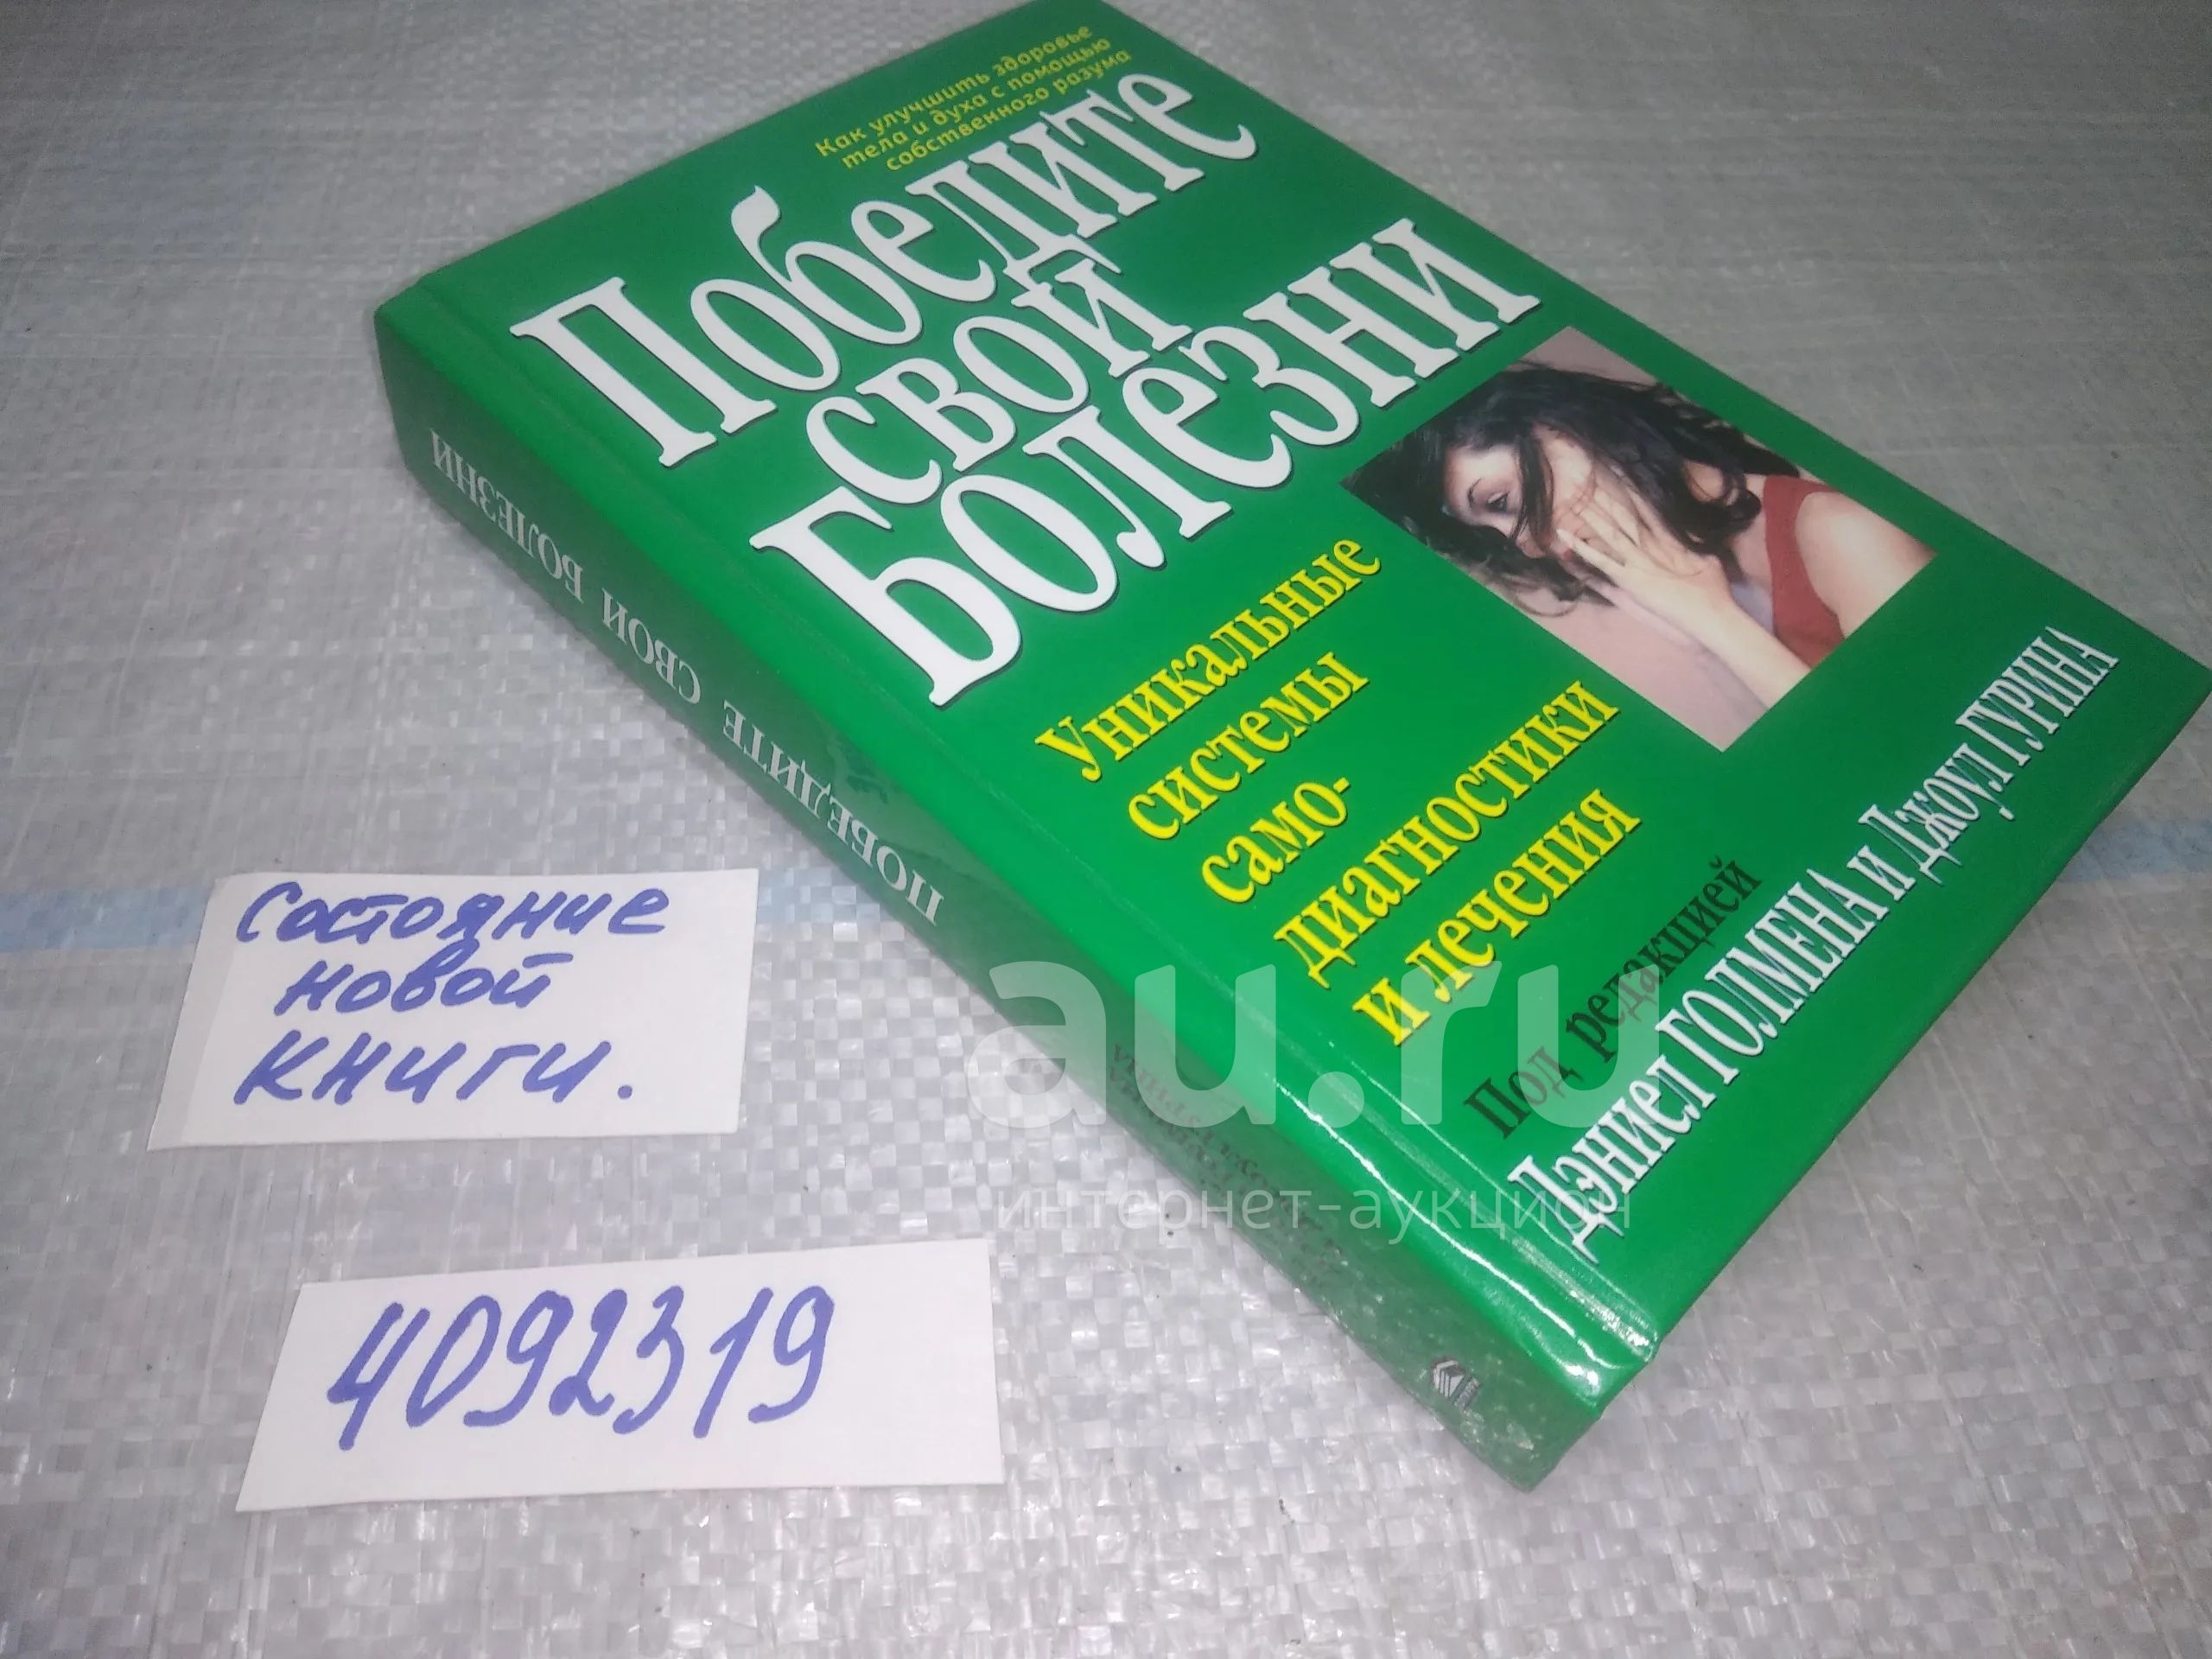 Как улучшить здоровье
тела и духа с помощью
собственного разума
Победите
свои
Болезни
Уникальные
системы
само-
диагностики
и лечения
Под редакцией
Дэниел ГОЛМЕНА и Джоул ГУРИНА
ПОБЕДИТЕ СВОИ БОЛЕЗНИ
Состояние
новой
книги.
4092319
au.ru
интернет-аукцион